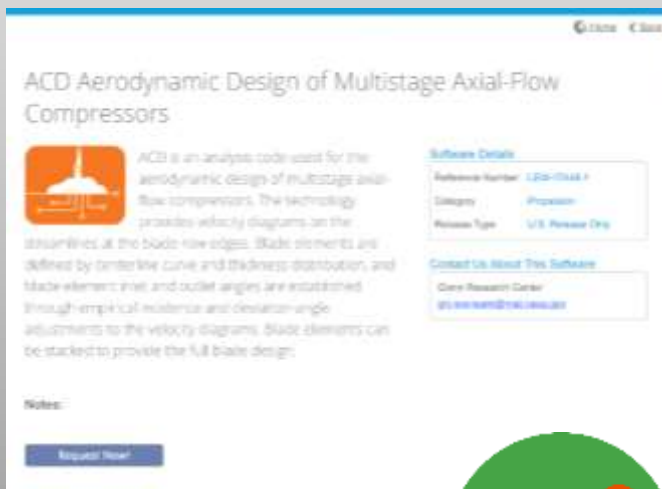 Home
ACD Aerodynamic Design of Multistage Axial-Flow
Compressors
ACD is an analysis code used for the
aerodynamic design of multistage axial-
flow compressors. The technology
provides velocity diagrams on the
streamlines at the blade row edges. Blade elements are
defined by centerline curve and thickness distribution, and
blade element inlet and outlet angles are established
through empirical incidence and deviation angle
adjustments to the velocity diagrams. Blade elements can
be stacked to provide the full blade design.
Notes:
Request Now!
Software Details
Reference Number
Category Propulsion
Release Type U.S. Release Only
Contact Us About This Software
Glenn Research Center